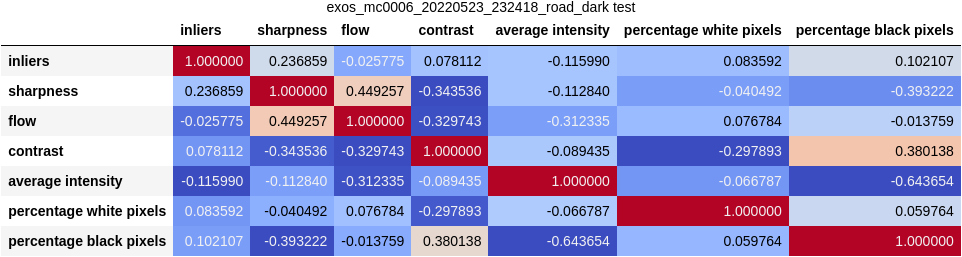 exos_mc0006_20220523_232418_road_dark test
inliers sharpness flow contrast average intensity percentage white pixels percentage black pixels
inliers 1.000000 0.236859 -0.025775 0.078112 -0.115990 0.083592 0.102107
sharpness 0.236859 1.000000 0.449257 -0.343536 -0.112840 -0.040492 -0.393222
flow -0.025775 0.449257 1.000000 -0.329743 -0.312335 0.076784 -0.013759
contrast 0.078112 -0.343536 -0.329743 1.000000 -0.089435 -0.297893 0.380138
average intensity -0.115990 -0.112840 -0.312335 -0.089435 1.000000 -0.066787 -0.643654
percentage white pixels 0.083592 -0.040492 0.076784 -0.297893 -0.066787 1.000000 0.059764
percentage black pixels 0.102107 -0.393222 -0.013759 0.380138 -0.643654 0.059764 1.000000